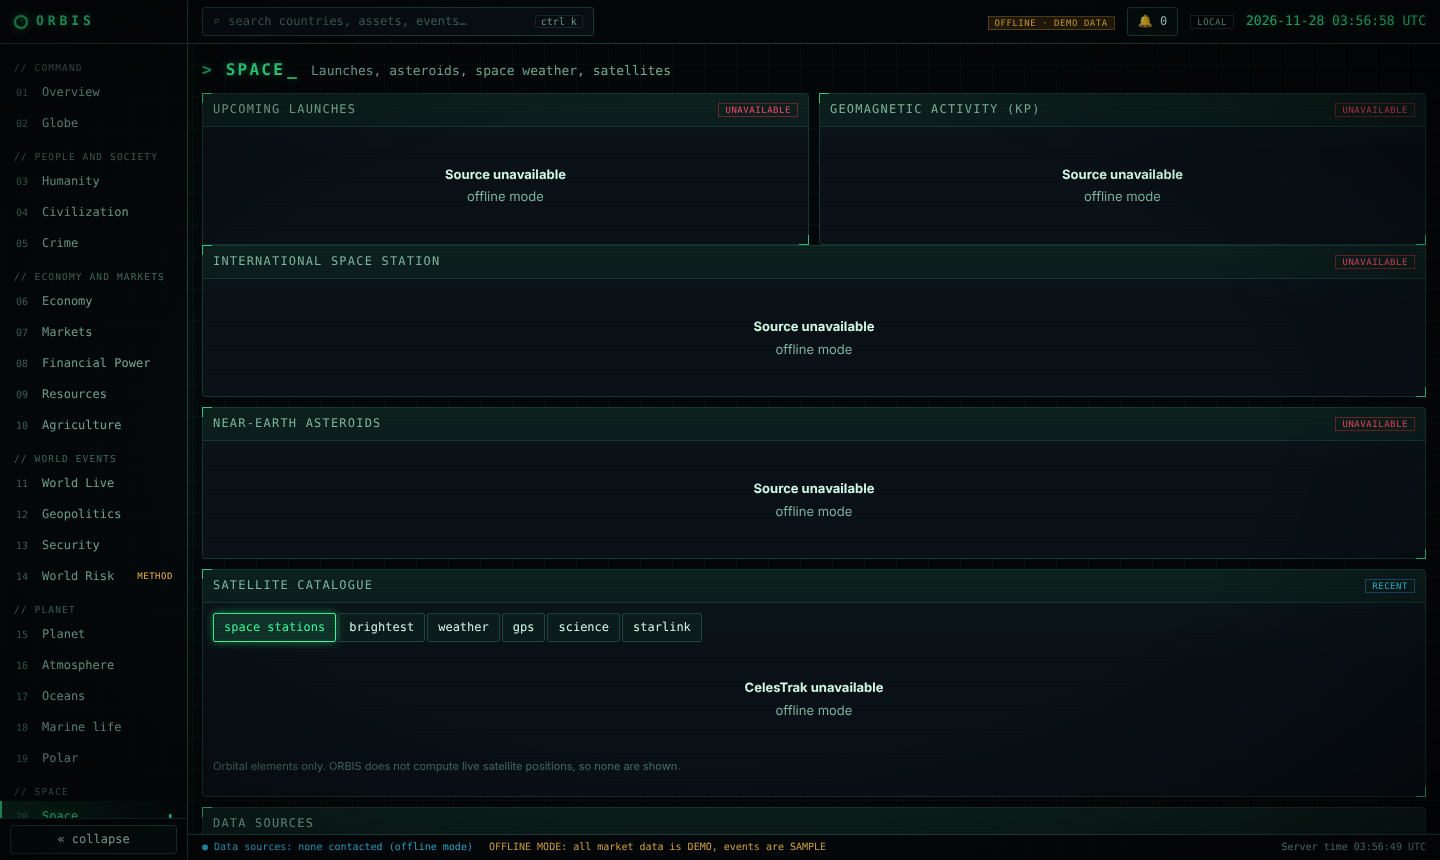 ORBIS
⌕ search countries, assets, events… ctrl k
OFFLINE · DEMO DATA
🔔 0
LOCAL
2026-11-28 03:56:58 UTC
// COMMAND
01 Overview
02 Globe
// PEOPLE AND SOCIETY
03 Humanity
04 Civilization
05 Crime
// ECONOMY AND MARKETS
06 Economy
07 Markets
08 Financial Power
09 Resources
10 Agriculture
// WORLD EVENTS
11 World Live
12 Geopolitics
13 Security
14 World Risk METHOD
// PLANET
15 Planet
16 Atmosphere
17 Oceans
18 Marine life
19 Polar
// SPACE
20 Space
« collapse
> SPACE_ Launches, asteroids, space weather, satellites
UPCOMING LAUNCHES UNAVAILABLE
Source unavailable
offline mode
GEOMAGNETIC ACTIVITY (KP) UNAVAILABLE
Source unavailable
offline mode
INTERNATIONAL SPACE STATION UNAVAILABLE
Source unavailable
offline mode
NEAR-EARTH ASTEROIDS UNAVAILABLE
Source unavailable
offline mode
SATELLITE CATALOGUE RECENT
space stations brightest weather gps science starlink
CelesTrak unavailable
offline mode
Orbital elements only. ORBIS does not compute live satellite positions, so none are shown.
DATA SOURCES
● Data sources: none contacted (offline mode) OFFLINE MODE: all market data is DEMO, events are SAMPLE Server time 03:56:49 UTC